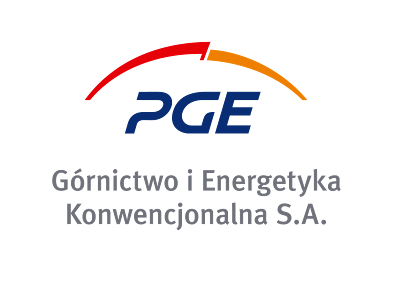 PGE
Górnictwo i Energetyka
Konwencjonalna S.A.